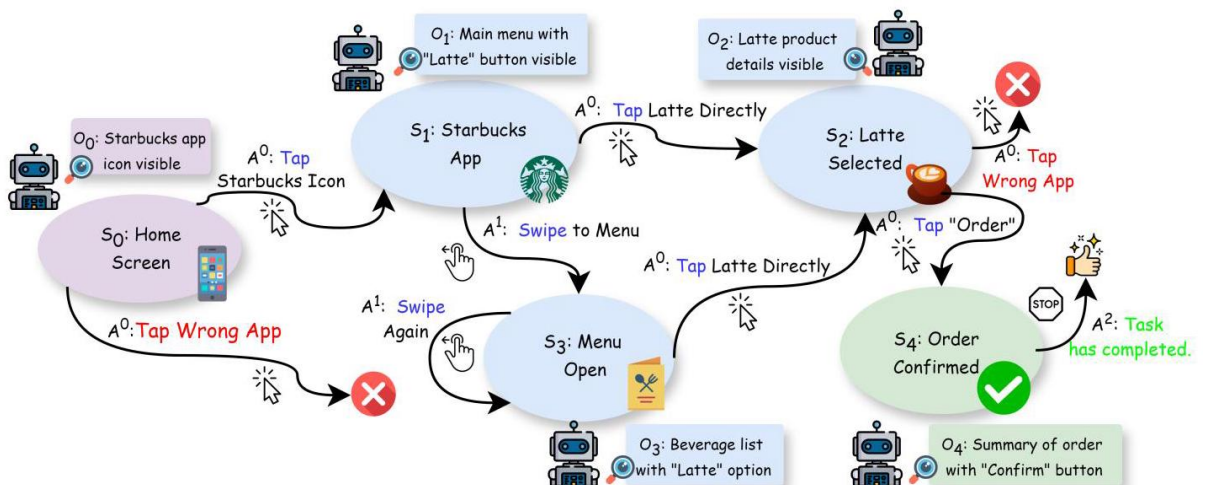 O0: Starbucks app
icon visible
S0: Home
Screen
A0: Tap
Starbucks Icon
A0:Tap Wrong App
O1: Main menu with
"Latte" button visible
S1: Starbucks
App
A0: Tap Latte Directly
A1: Swipe to Menu
A1: Swipe
Again
S3: Menu
Open
O3: Beverage list
with "Latte" option
A0: Tap Latte Directly
O2: Latte product
details visible
S2: Latte
Selected
A0: Tap
Wrong App
A0: Tap "Order"
S4: Order
Confirmed
STOP
A2: Task
has completed.
O4: Summary of order
with "Confirm" button